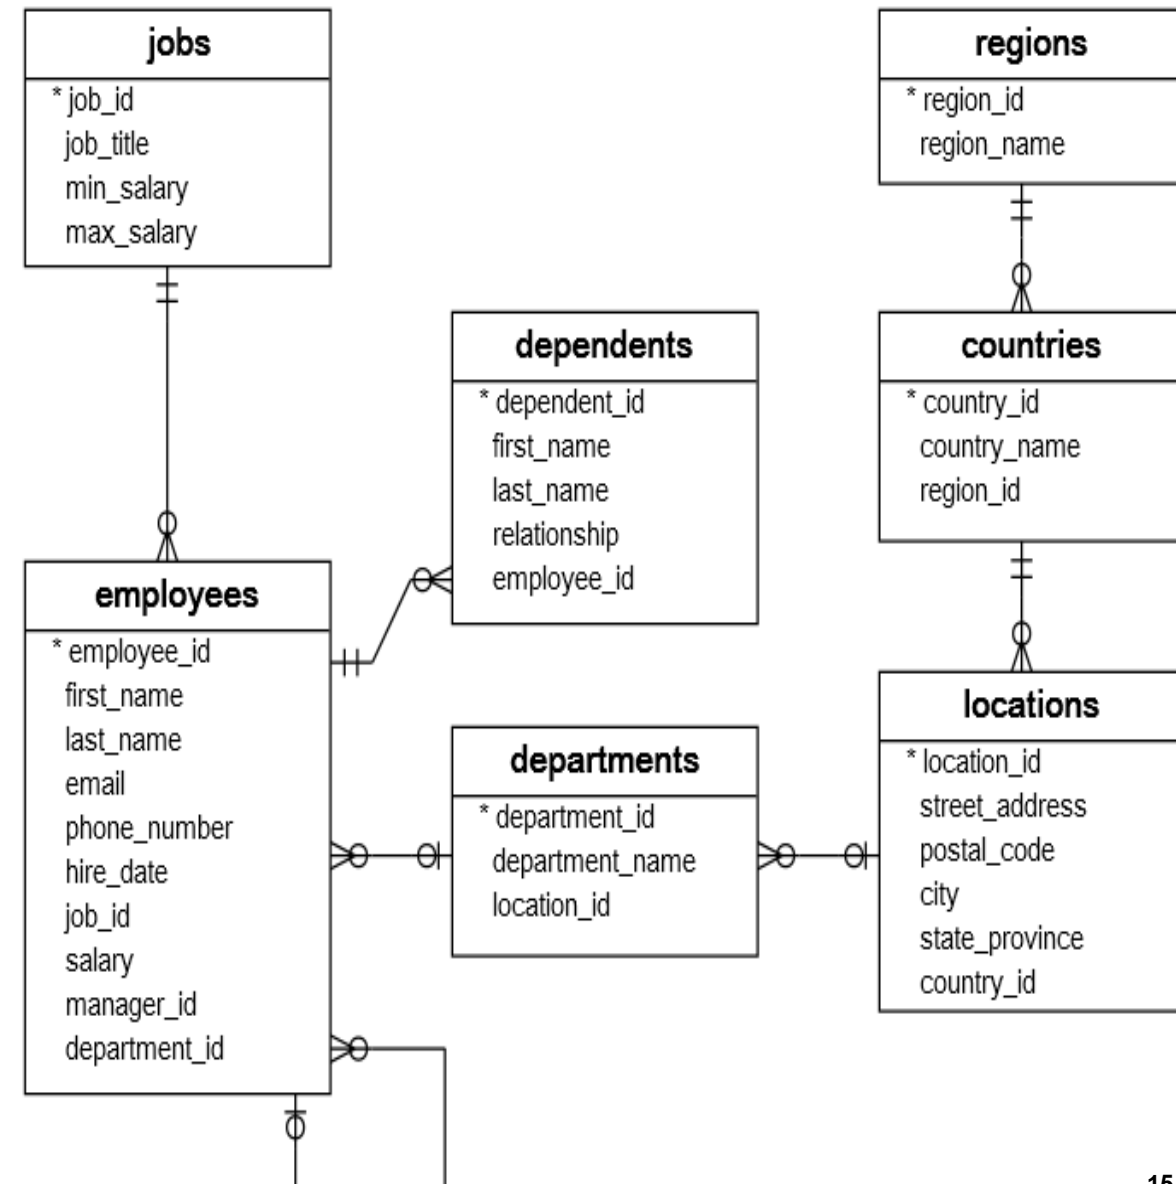 jobs
* job_id
job_title
min_salary
max_salary
regions
* region_id
region_name
dependents
* dependent_id
first_name
last_name
relationship
employee_id
countries
* country_id
country_name
region_id
employees
* employee_id
first_name
last_name
email
phone_number
hire_date
job_id
salary
manager_id
department_id
departments
* department_id
department_name
location_id
locations
* location_id
street_address
postal_code
city
state_province
country_id
15